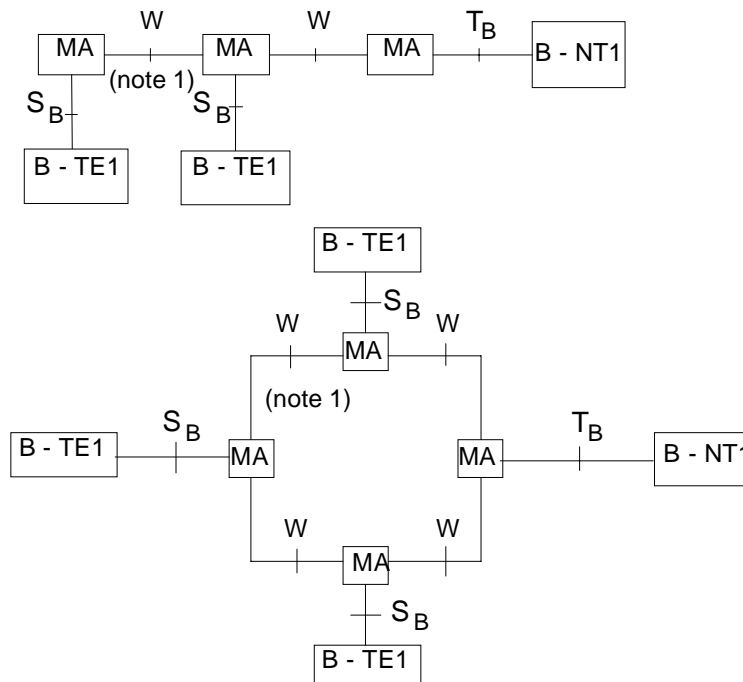 W W T B
MA MA MA B - NT1
(note 1)
S B S B
B - TE1 B - TE1
B - TE1
S B
W W
MA
(note 1)
S B T B
B - TE1 MA MA B - NT1
W W
MA
S B
B - TE1